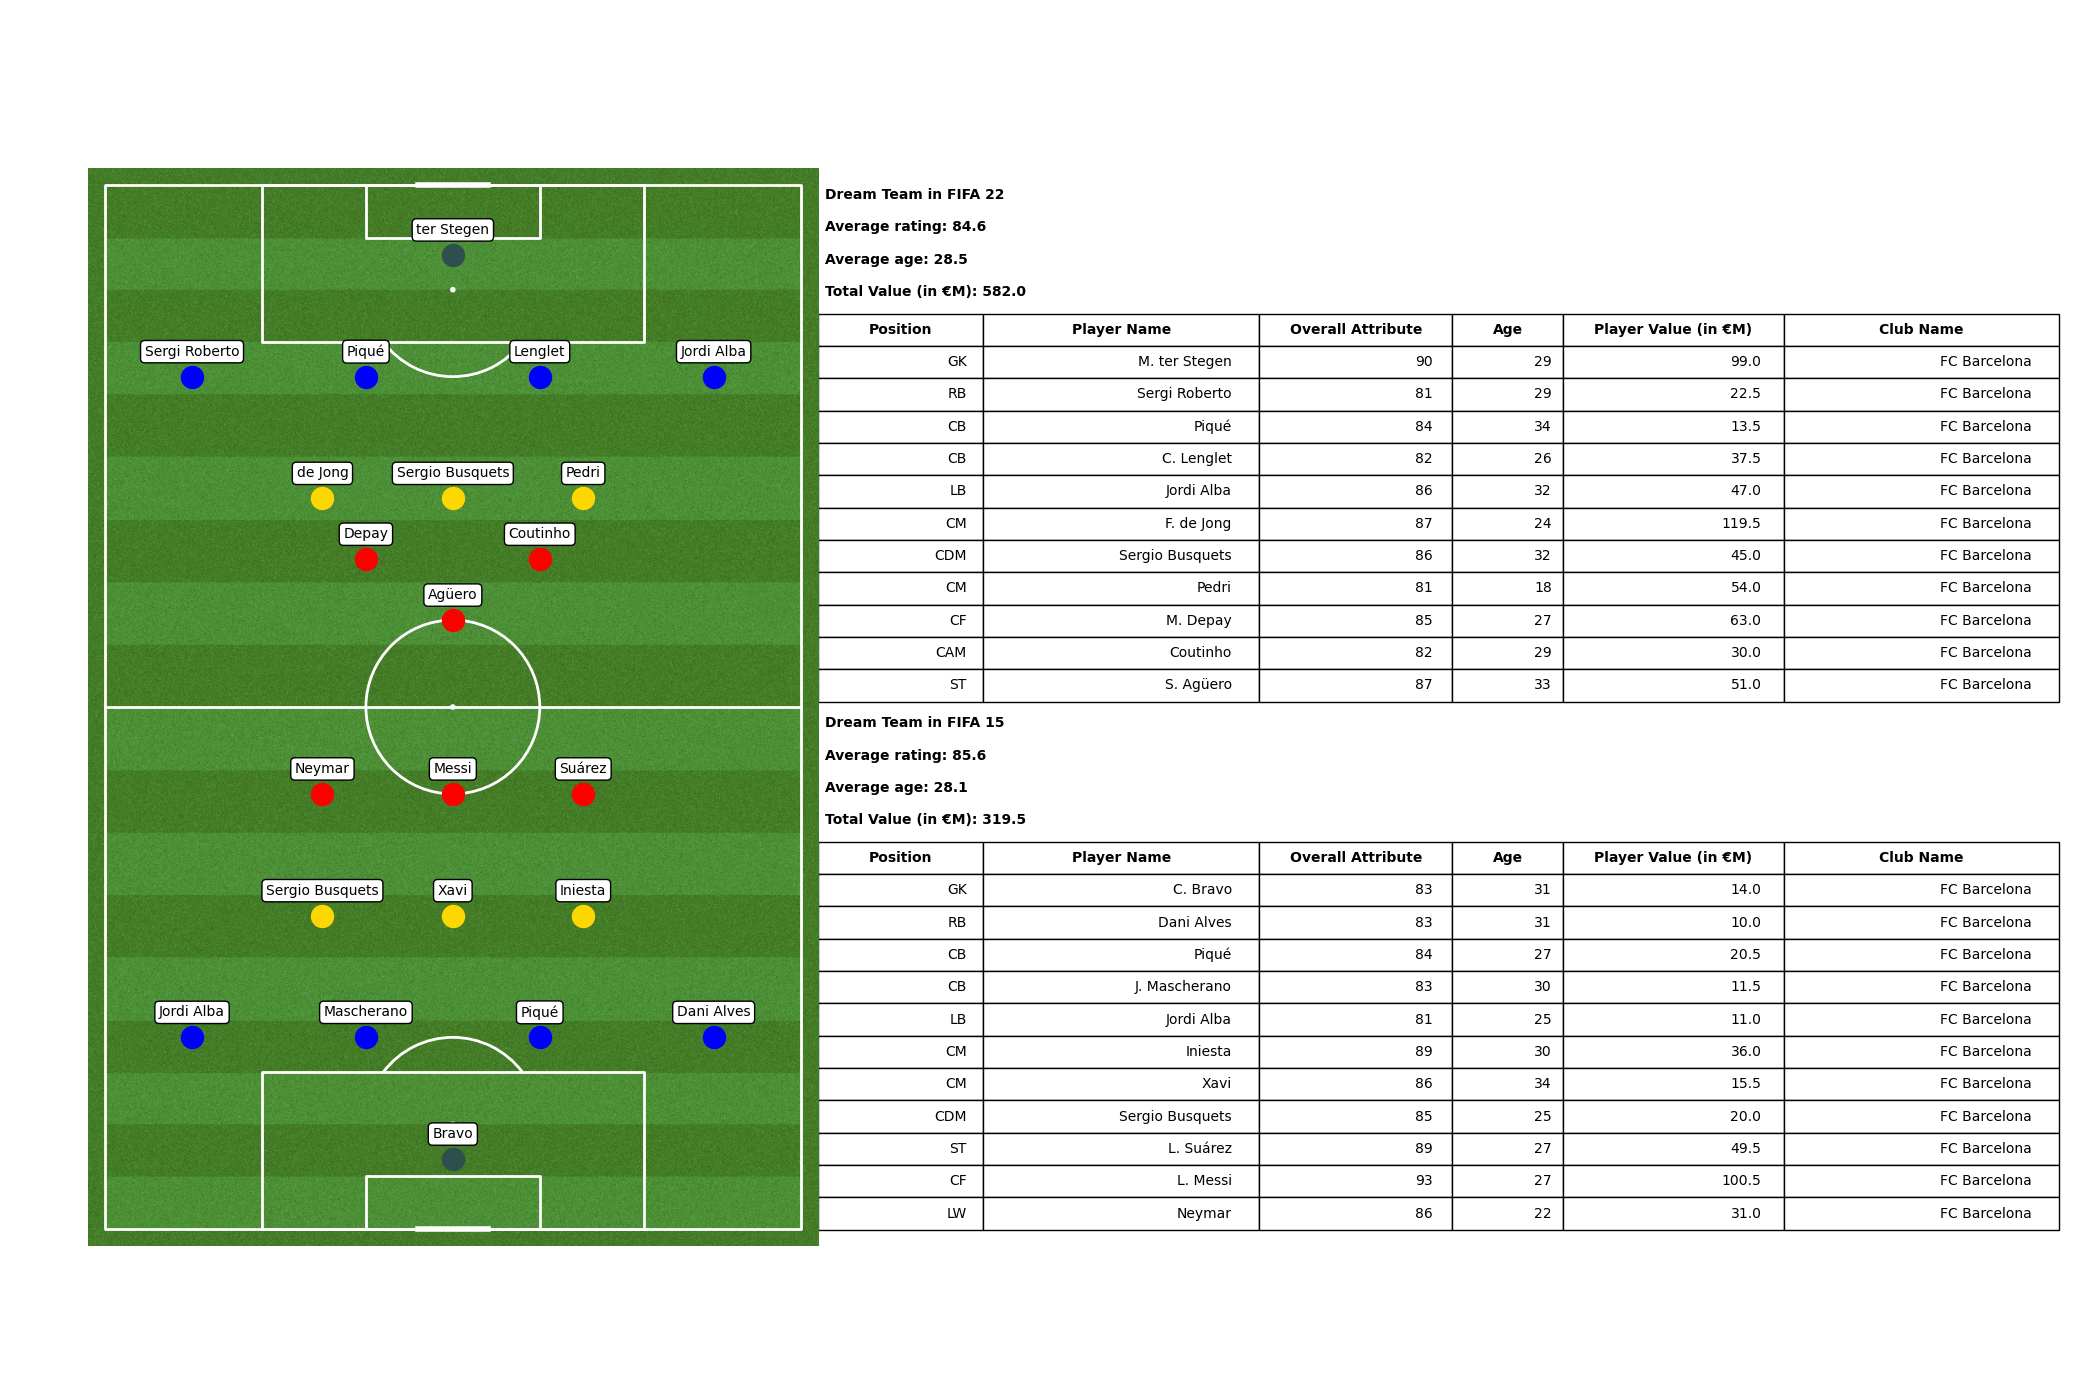 ter Stegen
Sergi Roberto Piqué Lenglet Jordi Alba
de Jong Sergio Busquets Pedri
Depay Coutinho
Agüero
Neymar Messi Suárez
Sergio Busquets Xavi Iniesta
Jordi Alba Mascherano Piqué Dani Alves
Bravo
Dream Team in FIFA 22
Average rating: 84.6
Average age: 28.5
Total Value (in €M): 582.0
Position Player Name Overall Attribute Age Player Value (in €M) Club Name
GK M. ter Stegen 90 29 99.0 FC Barcelona
RB Sergi Roberto 81 29 22.5 FC Barcelona
CB Piqué 84 34 13.5 FC Barcelona
CB C. Lenglet 82 26 37.5 FC Barcelona
LB Jordi Alba 86 32 47.0 FC Barcelona
CM F. de Jong 87 24 119.5 FC Barcelona
CDM Sergio Busquets 86 32 45.0 FC Barcelona
CM Pedri 81 18 54.0 FC Barcelona
CF M. Depay 85 27 63.0 FC Barcelona
CAM Coutinho 82 29 30.0 FC Barcelona
ST S. Agüero 87 33 51.0 FC Barcelona
Dream Team in FIFA 15
Average rating: 85.6
Average age: 28.1
Total Value (in €M): 319.5
Position Player Name Overall Attribute Age Player Value (in €M) Club Name
GK C. Bravo 83 31 14.0 FC Barcelona
RB Dani Alves 83 31 10.0 FC Barcelona
CB Piqué 84 27 20.5 FC Barcelona
CB J. Mascherano 83 30 11.5 FC Barcelona
LB Jordi Alba 81 25 11.0 FC Barcelona
CM Iniesta 89 30 36.0 FC Barcelona
CM Xavi 86 34 15.5 FC Barcelona
CDM Sergio Busquets 85 25 20.0 FC Barcelona
ST L. Suárez 89 27 49.5 FC Barcelona
CF L. Messi 93 27 100.5 FC Barcelona
LW Neymar 86 22 31.0 FC Barcelona